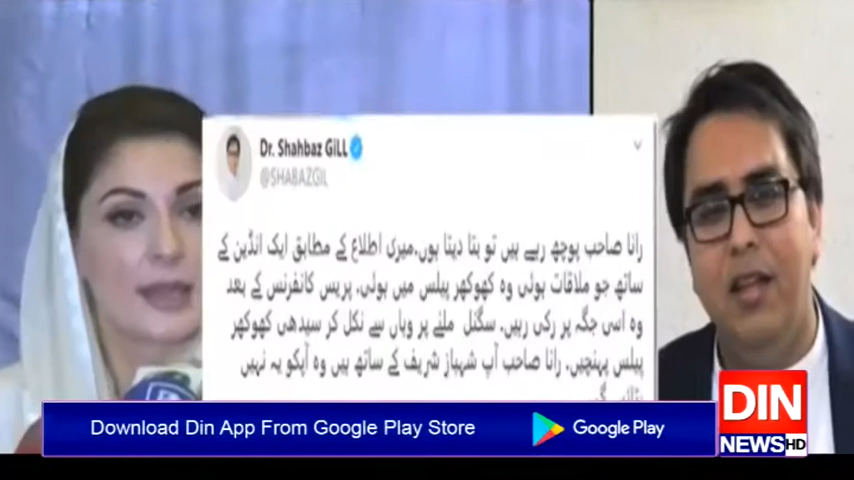 Dr. Shahbaz GiLL
@SHABAZGIL
رانا صاحب پوچھ رہے ہیں تو بتا دیتا ہوں.میری اطلاع کے مطابق ایک انڈین کے
ساتھ جو ملاقات ہوئی وہ کھوکھر پیلس میں ہوئی. پریس کانفرنس کے بعد
وہ اسی جگہ پر رکی رہیں. سگنل ملنے پر وہاں سے نکل کر سیدھی کھوکھر
پیلس پہنچیں. رانا صاحب آپ شہباز شریف کے ساتھ ہیں وہ آپکو یہ نہیں
Download Din App From Google Play Store
Google Play
DIN
NEWS HD